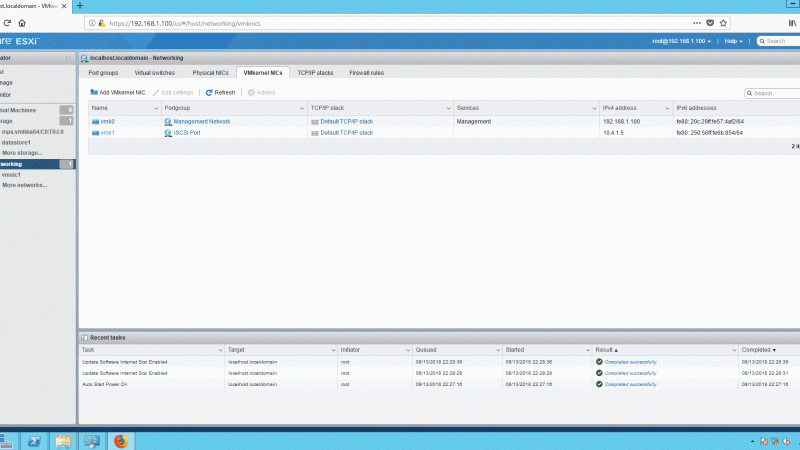 st.localdomain - VMw
https://192.168.1.100/ui/#/host/networking/vmknics
are ESXi™
root@192.168.1.100 | Help | Search
ator
localhost.localdomain - Networking
st
nage
nitor
tual Machines 0
rage 1
mpx.vmhba64:C0:T0:L0
datastore1
More storage...
working 1
vmnic1
More networks...
Port groups Virtual switches Physical NICs VMkernel NICs TCP/IP stacks Firewall rules
Add VMkernel NIC Edit settings | Refresh | Actions Search
Name Portgroup TCP/IP stack Services IPv4 address IPv6 addresses
vmk0 Management Network Default TCP/IP stack Management 192.168.1.100 fe80::20c:29ff:fe57:4af2/64
vmk1 iSCSI Port Default TCP/IP stack 10.4.1.5 fe80::250:56ff:fe6b:854/64
2 it
Recent tasks
Task Target Initiator Queued Started Result Completed
Update Software Internet Scsi Enabled localhost.localdomain root 08/13/2018 22:28:36 08/13/2018 22:28:36 Completed successfully 08/13/2018 22:28:36
Update Software Internet Scsi Enabled localhost.localdomain root 08/13/2018 22:28:28 08/13/2018 22:28:28 Completed successfully 08/13/2018 22:28:31
Auto Start Power On localhost.localdomain root 08/13/2018 22:27:16 08/13/2018 22:27:16 Completed successfully 08/13/2018 22:27:16